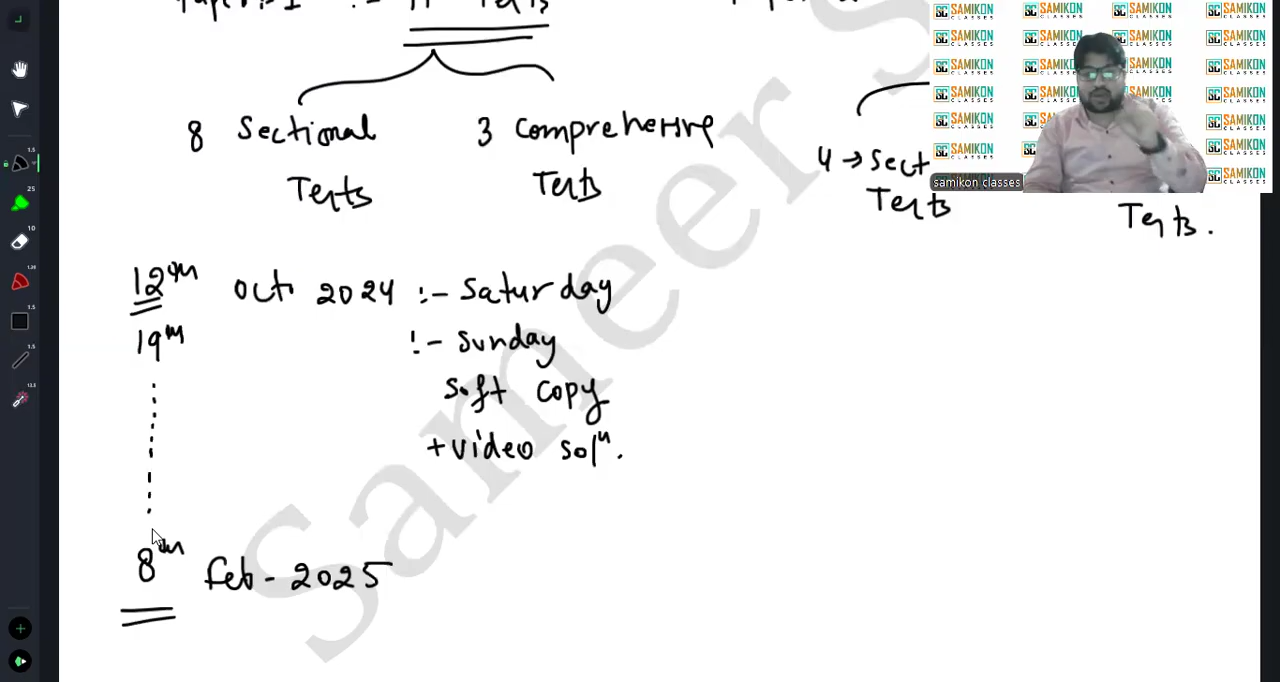 8 Sectional Tests
3 Comprehensive Tests
4 → Sect
Tests
Tests.
12th Oct 2024 :- Saturday
19th :- Sunday
Soft copy
+ video soln.
8th Feb - 2025
Sameer S
SAMIKON CLASSES
samikon classes